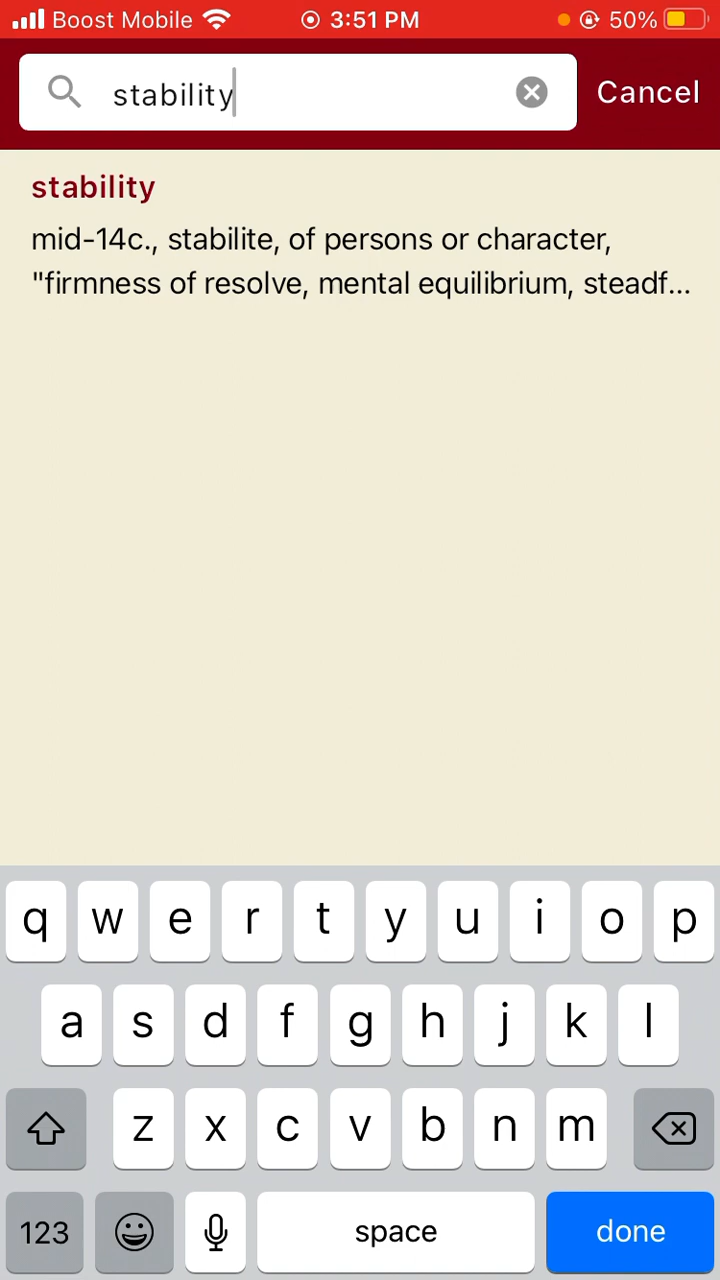 Boost Mobile 3:51 PM 50%
stability Cancel
stability
mid-14c., stabilite, of persons or character,
"firmness of resolve, mental equilibrium, steadf...
q w e r t y u i o p
a s d f g h j k l
z x c v b n m
123 space done